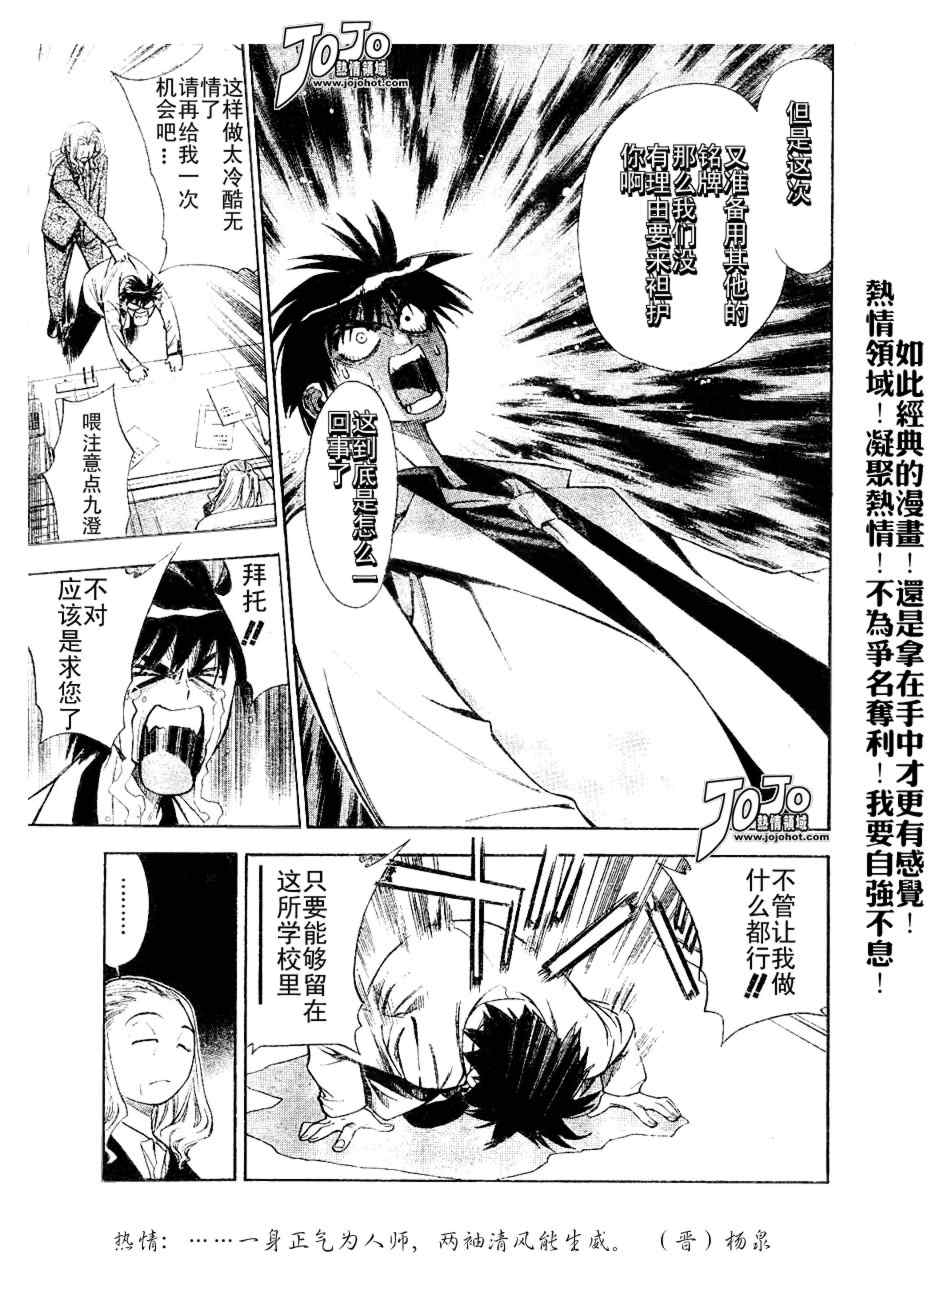 JOJO
熱情領域
www.jojohot.com
但是这次
又准备用其他的
铭牌
那么我们没
有理由要来袒护
你啊
这到底是怎么一
回事了
这样做太冷酷无
情了
请再给我一次
机会吧…
喂注意点九澄
拜托!!
不对
应该是求您了
JOJO
熱情領域
www.jojohot.com
不管让我做
什么都行!!
只要能够留在
这所学校里
………
如此經典的漫畫！還是拿在手中才更有感覺！
熱情領域！凝聚熱情！不為爭名奪利！我要自強不息！
热情：……一身正气为人师，两袖清风能生威。（晋）杨泉